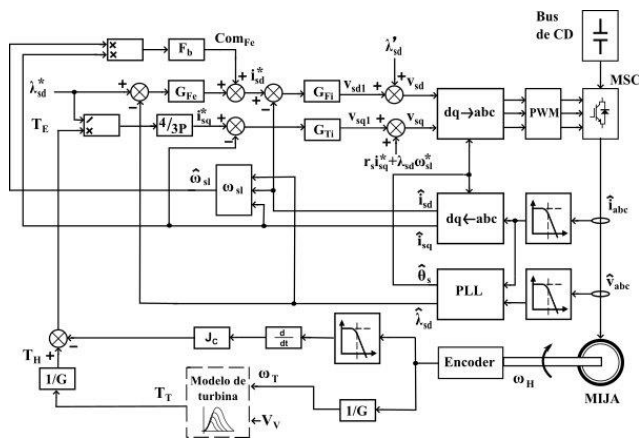 Com_Fe
Bus
de CD
F_b
λ'_sd
MSC
λ*_sd
G_Fe
i*_sd
G_Fi
v_sd1
v_sd
dq→abc
PWM
T_E
4/3P
i*_sq
G_Ti
v_sq1
v_sq
r_s i*_sq+λ_sd ω*_sl
ω̂_sl
ω_sl
î_sd
dq←abc
î_abc
î_sq
θ̂_s
PLL
v̂_abc
λ̂_sd
J_C
d/dt
T_H
1/G
T_T
Modelo de
turbina
ω_T
V_V
1/G
Encoder
ω_H
MIJA